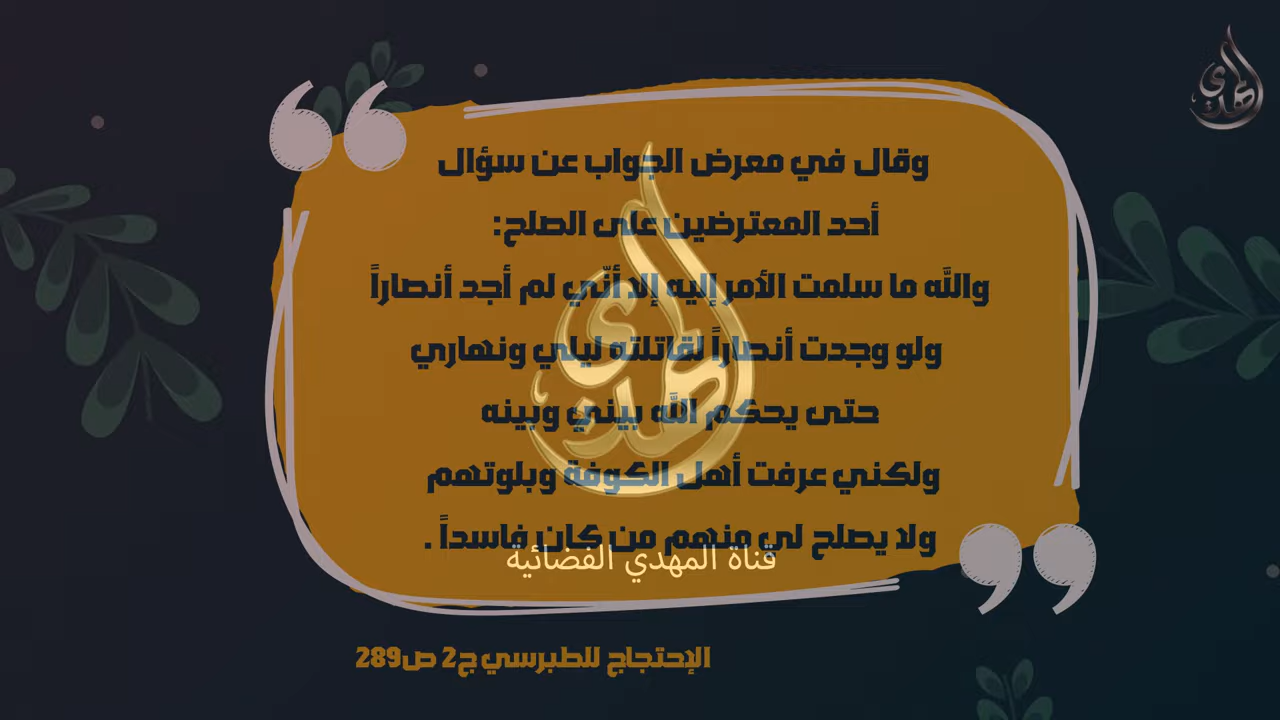 وقال في معرض الجواب عن سؤال
أحد المعترضين على الصلح:
والله ما سلمت الأمر إليه إلا أنّي لم أجد أنصاراً
ولو وجدت أنصاراً لقاتلته ليلي ونهاري
حتى يحكم الله بيني وبينه
ولكني عرفت أهل الكوفة وبلوتهم
ولا يصلح لي منهم من كان فاسداً .
قناة المهدي الفضائية
الإحتجاج للطبرسي ج2 ص289
المهدي
المهدي